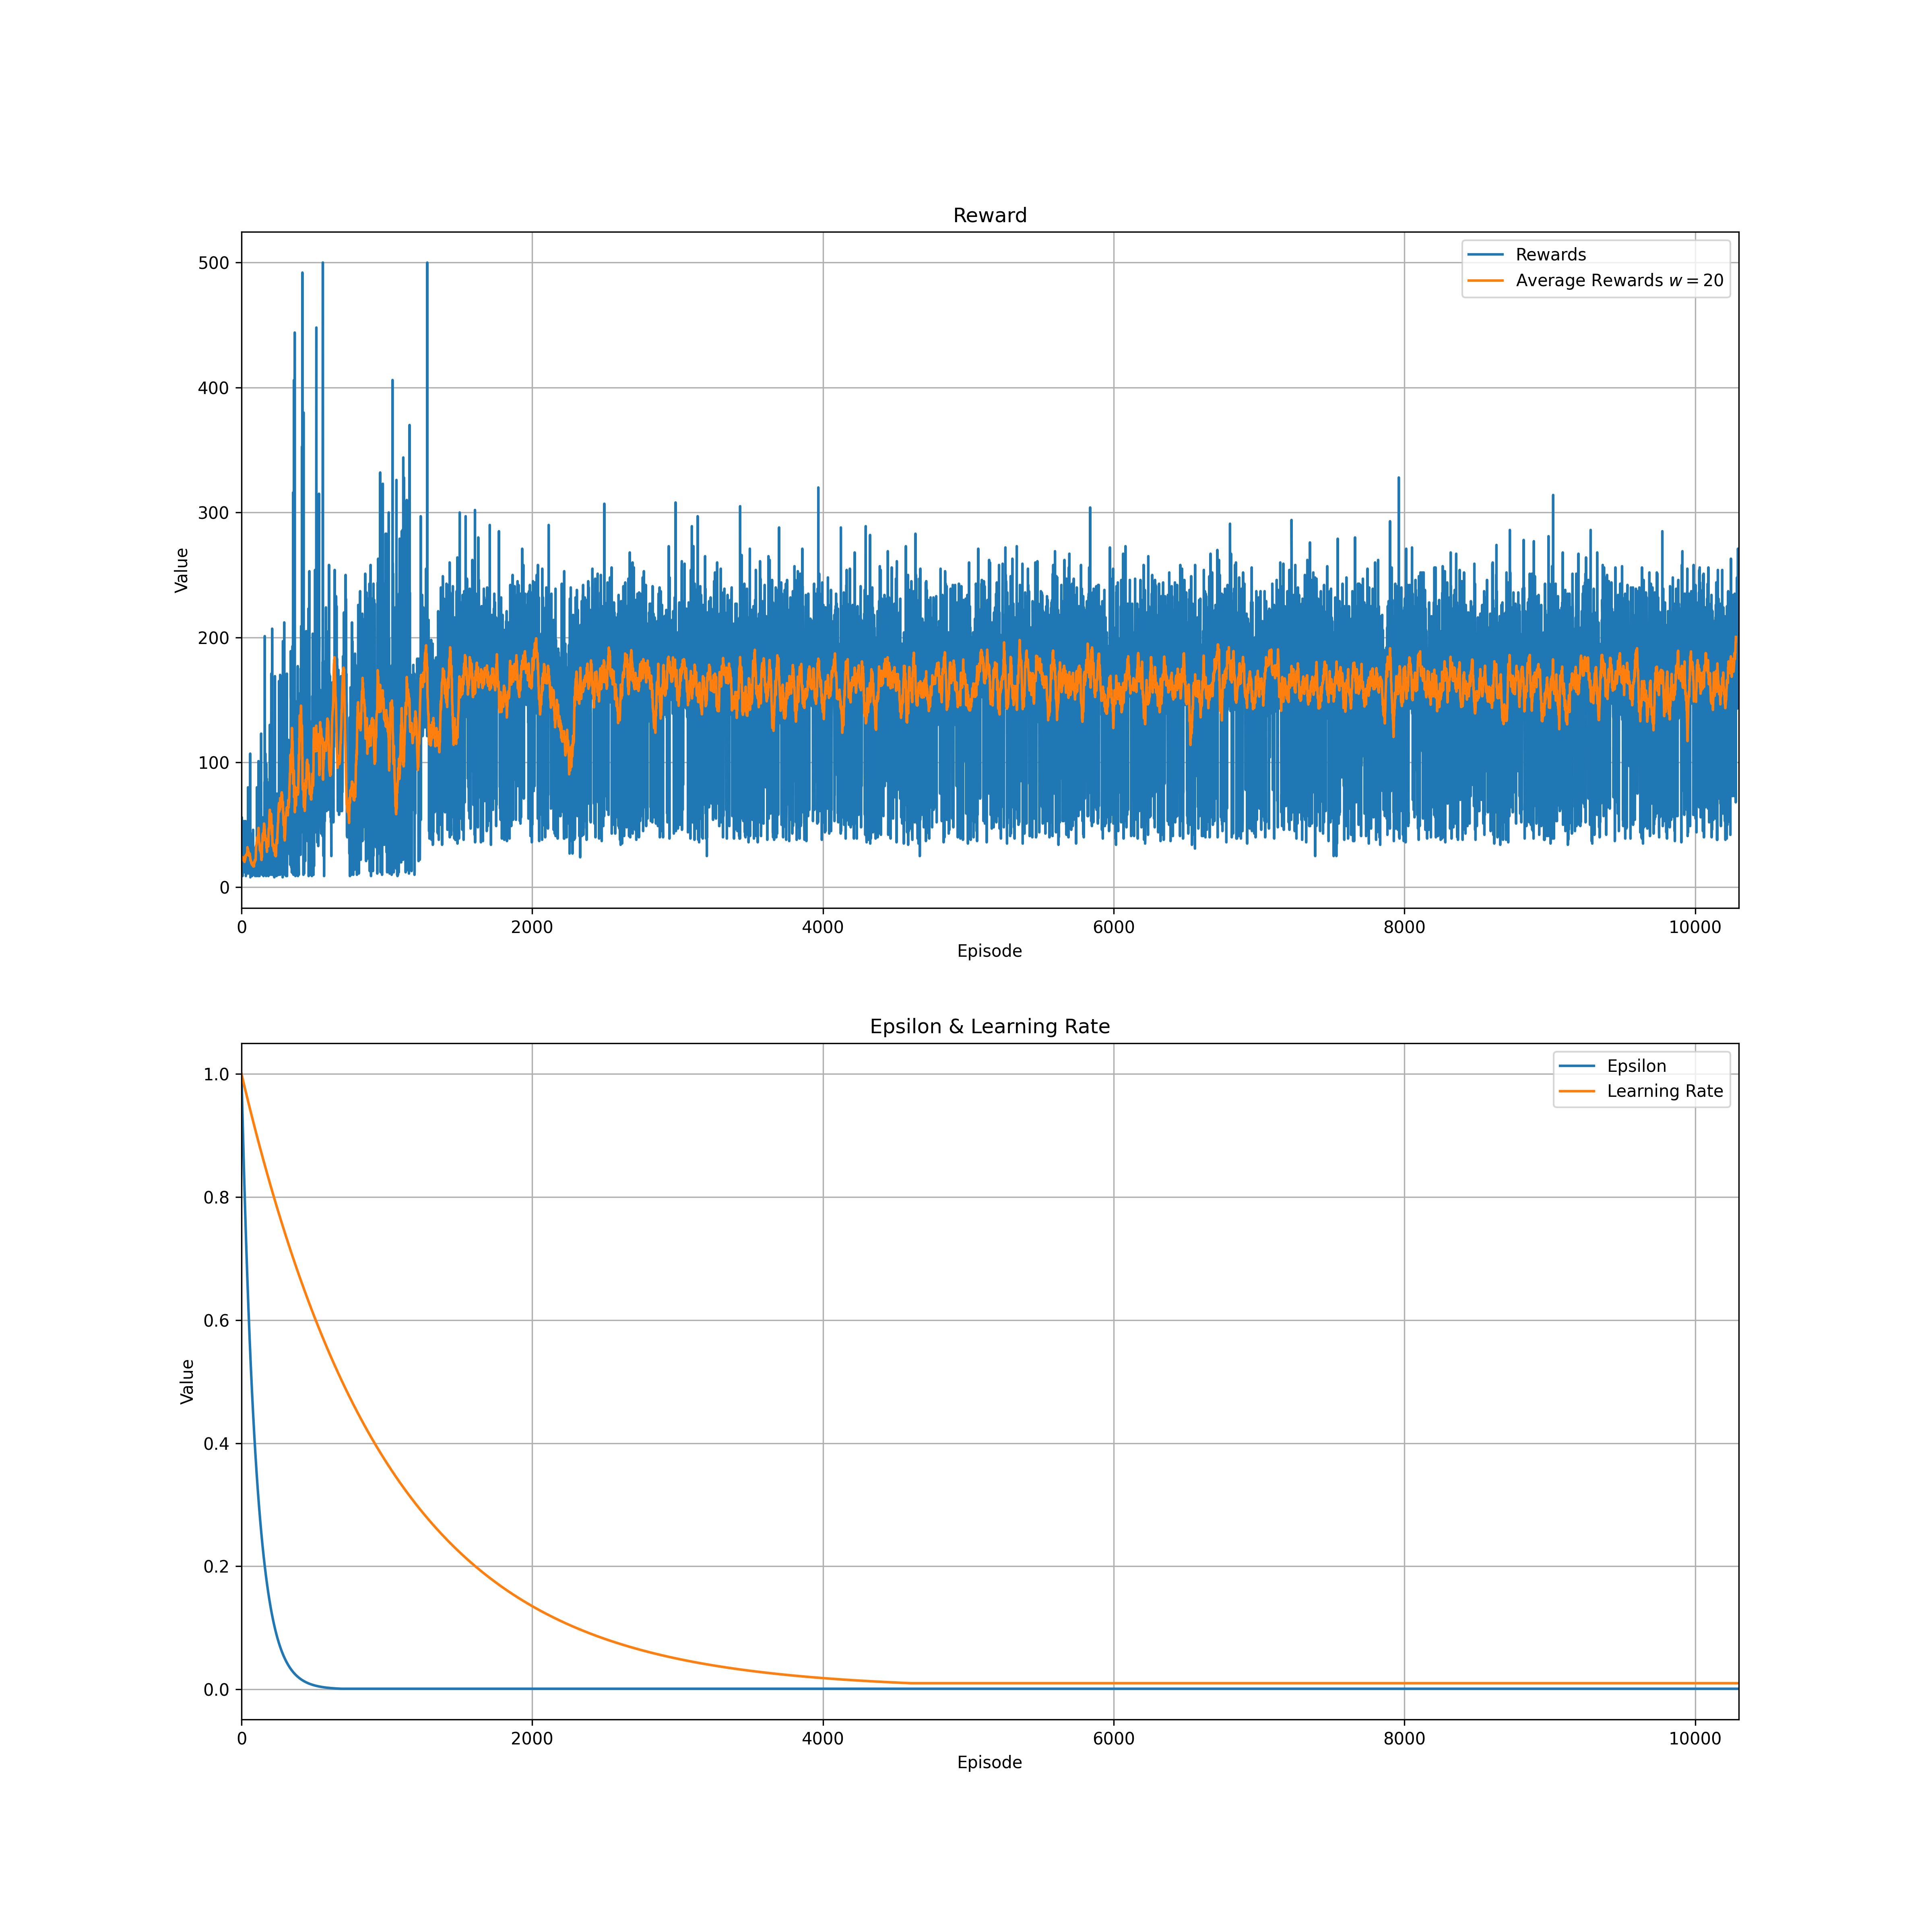 Reward
Rewards
Average Rewards w = 20
500
400
300
200
100
0
Value
0 2000 4000 6000 8000 10000
Episode
Epsilon & Learning Rate
Epsilon
Learning Rate
1.0
0.8
0.6
0.4
0.2
0.0
Value
0 2000 4000 6000 8000 10000
Episode